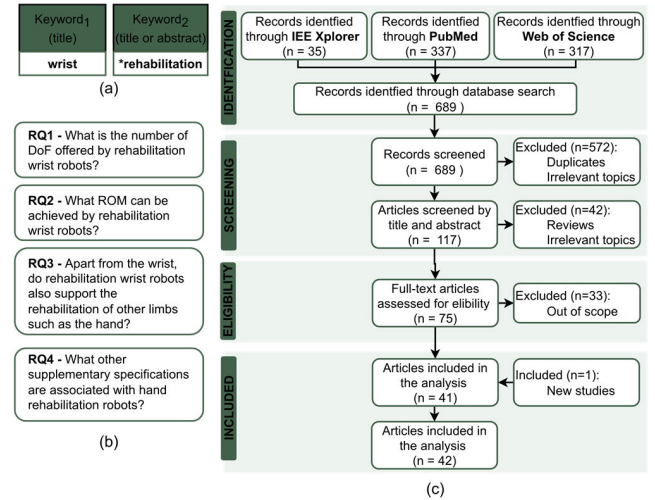 Keyword1
(title)
Keyword2
(title or abstract)
wrist
*rehabilitation
(a)
RQ1 - What is the number of
DoF offered by rehabilitation
wrist robots?
RQ2 - What ROM can be
achieved by rehabilitation
wrist robots?
RQ3 - Apart from the wrist,
do rehabilitation wrist robots
also support the
rehabilitation of other limbs
such as the hand?
RQ4 - What other
supplementary specifications
are associated with hand
rehabilitation robots?
(b)
IDENTFICATION
Records identfied
through IEE Xplorer
(n = 35)
Records identfied
through PubMed
(n = 337)
Records identfied through
Web of Science
(n = 317)
Records identfied through database search
(n = 689 )
SCREENING
Records screened
(n = 689 )
Excluded (n=572):
Duplicates
Irrelevant topics
Articles screened by
title and abstract
(n = 117)
Excluded (n=42):
Reviews
Irrelevant topics
ELIGIBILITY
Full-text articles
assessed for elibility
(n = 75)
Excluded (n=33):
Out of scope
INCLUDED
Articles included in
the analysis
(n = 41)
Included (n=1):
New studies
Articles included in
the analysis
(n = 42)
(c)